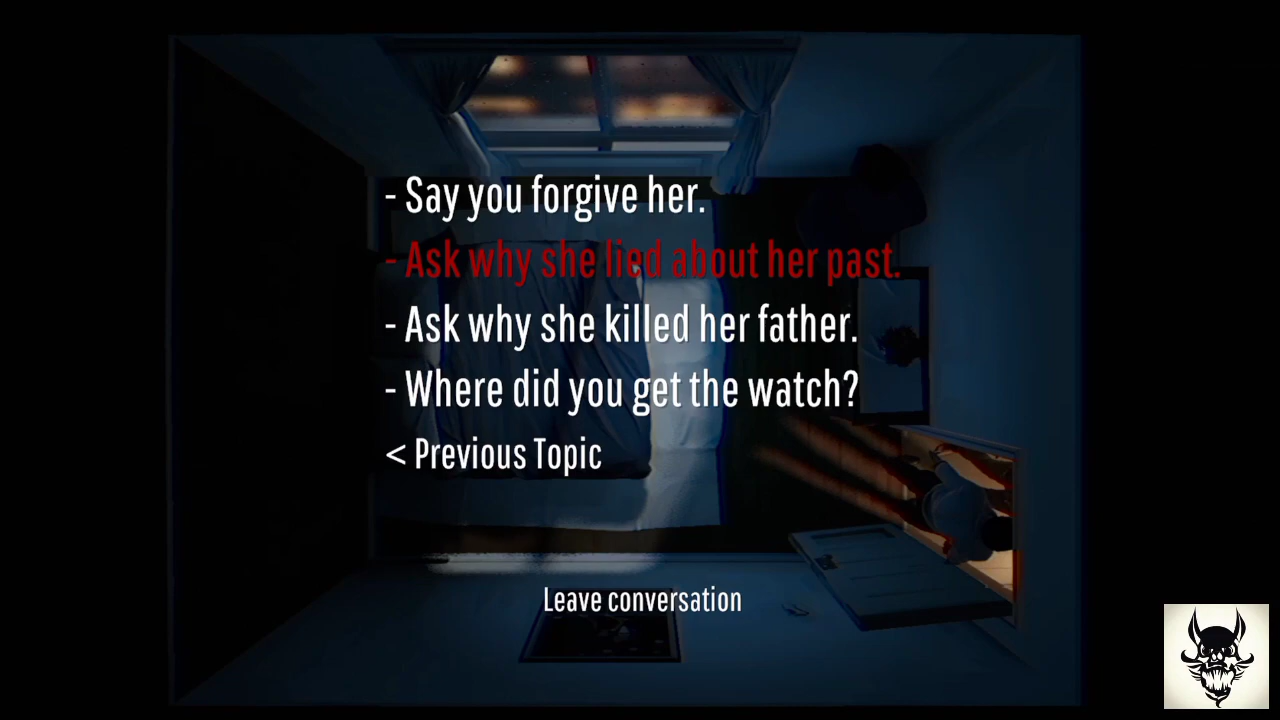 - Say you forgive her.
- Ask why she lied about her past.
- Ask why she killed her father.
- Where did you get the watch?
< Previous Topic
Leave conversation